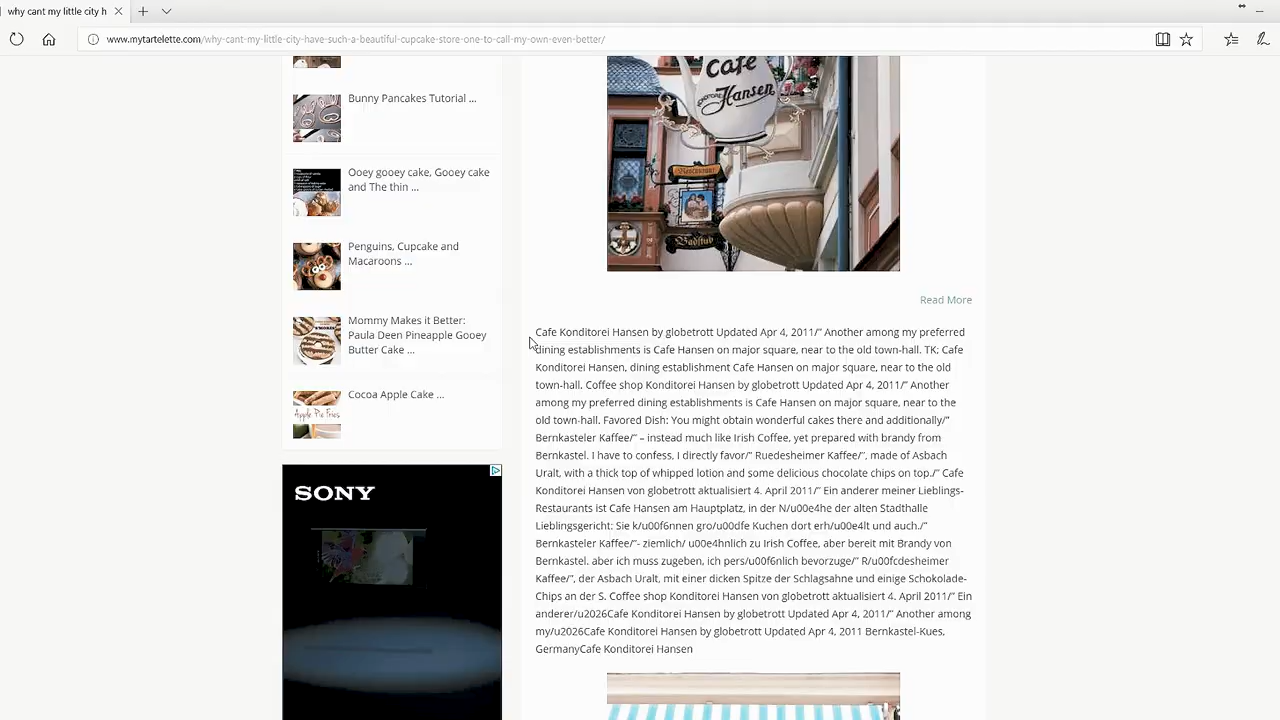 why cant my little city h
www.mytartelette.com/why-cant-my-little-city-have-such-a-beautiful-cupcake-store-one-to-call-my-own-even-better/
Bunny Pancakes Tutorial ...
Ooey gooey cake, Gooey cake
and The thin ...
Penguins, Cupcake and
Macaroons ...
Mommy Makes it Better:
Paula Deen Pineapple Gooey
Butter Cake ...
Cocoa Apple Cake ...
Apple Pie Fries
SONY
Cafe
Hansen
Restaurant
Badstub
Read More
Cafe Konditorei Hansen by globetrott Updated Apr 4, 2011/" Another among my preferred
dining establishments is Cafe Hansen on major square, near to the old town-hall. TK; Cafe
Konditorei Hansen, dining establishment Cafe Hansen on major square, near to the old
town-hall. Coffee shop Konditorei Hansen by globetrott Updated Apr 4, 2011/" Another
among my preferred dining establishments is Cafe Hansen on major square, near to the
old town-hall. Favored Dish: You might obtain wonderful cakes there and additionally/"
Bernkasteler Kaffee/" – instead much like Irish Coffee, yet prepared with brandy from
Bernkastel. I have to confess, I directly favor/" Ruedesheimer Kaffee/", made of Asbach
Uralt, with a thick top of whipped lotion and some delicious chocolate chips on top./" Cafe
Konditorei Hansen von globetrott aktualisiert 4. April 2011/" Ein anderer meiner Lieblings-
Restaurants ist Cafe Hansen am Hauptplatz, in der N/u00e4he der alten Stadthalle
Lieblingsgericht: Sie k/u00f6nnen gro/u00dfe Kuchen dort erh/u00e4lt und auch./"
Bernkasteler Kaffee/"- ziemlich/ u00e4hnlich zu Irish Coffee, aber bereit mit Brandy von
Bernkastel. aber ich muss zugeben, ich pers/u00f6nlich bevorzuge/" R/u00fcdesheimer
Kaffee/", der Asbach Uralt, mit einer dicken Spitze der Schlagsahne und einige Schokolade-
Chips an der S. Coffee shop Konditorei Hansen von globetrott aktualisiert 4. April 2011/" Ein
anderer/u2026Cafe Konditorei Hansen by globetrott Updated Apr 4, 2011/" Another among
my/u2026Cafe Konditorei Hansen by globetrott Updated Apr 4, 2011 Bernkastel-Kues,
GermanyCafe Konditorei Hansen